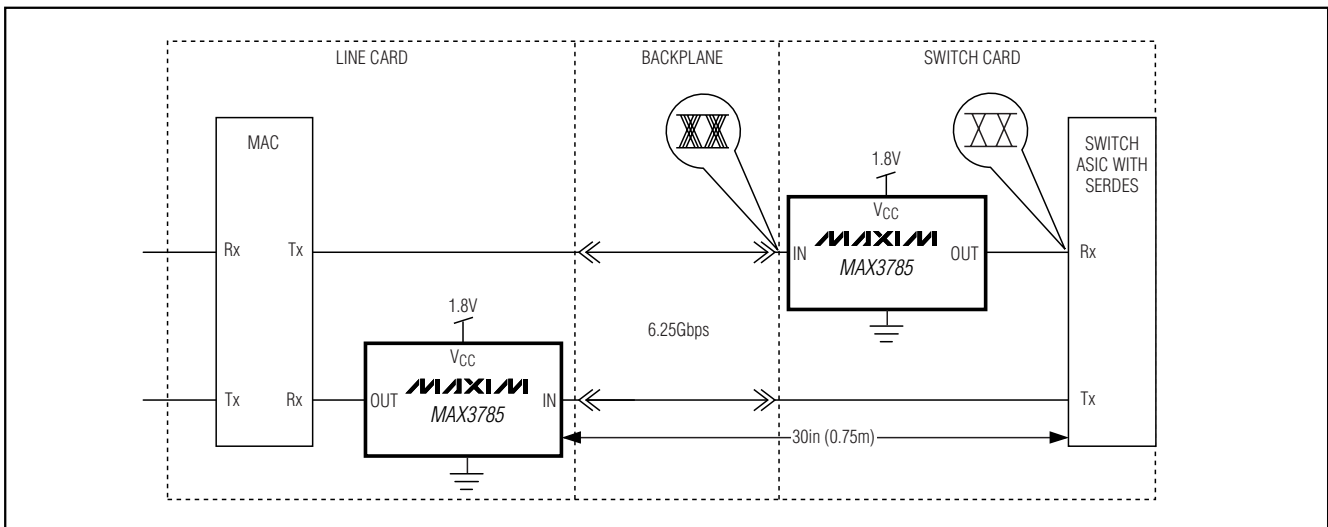 LINE CARD
BACKPLANE
SWITCH CARD
MAC
SWITCH
ASIC WITH
SERDES
1.8V
VCC
MAXIM
MAX3785
IN
OUT
Rx
Tx
Rx
6.25Gbps
1.8V
VCC
MAXIM
MAX3785
OUT
IN
Tx
Rx
Tx
30in (0.75m)